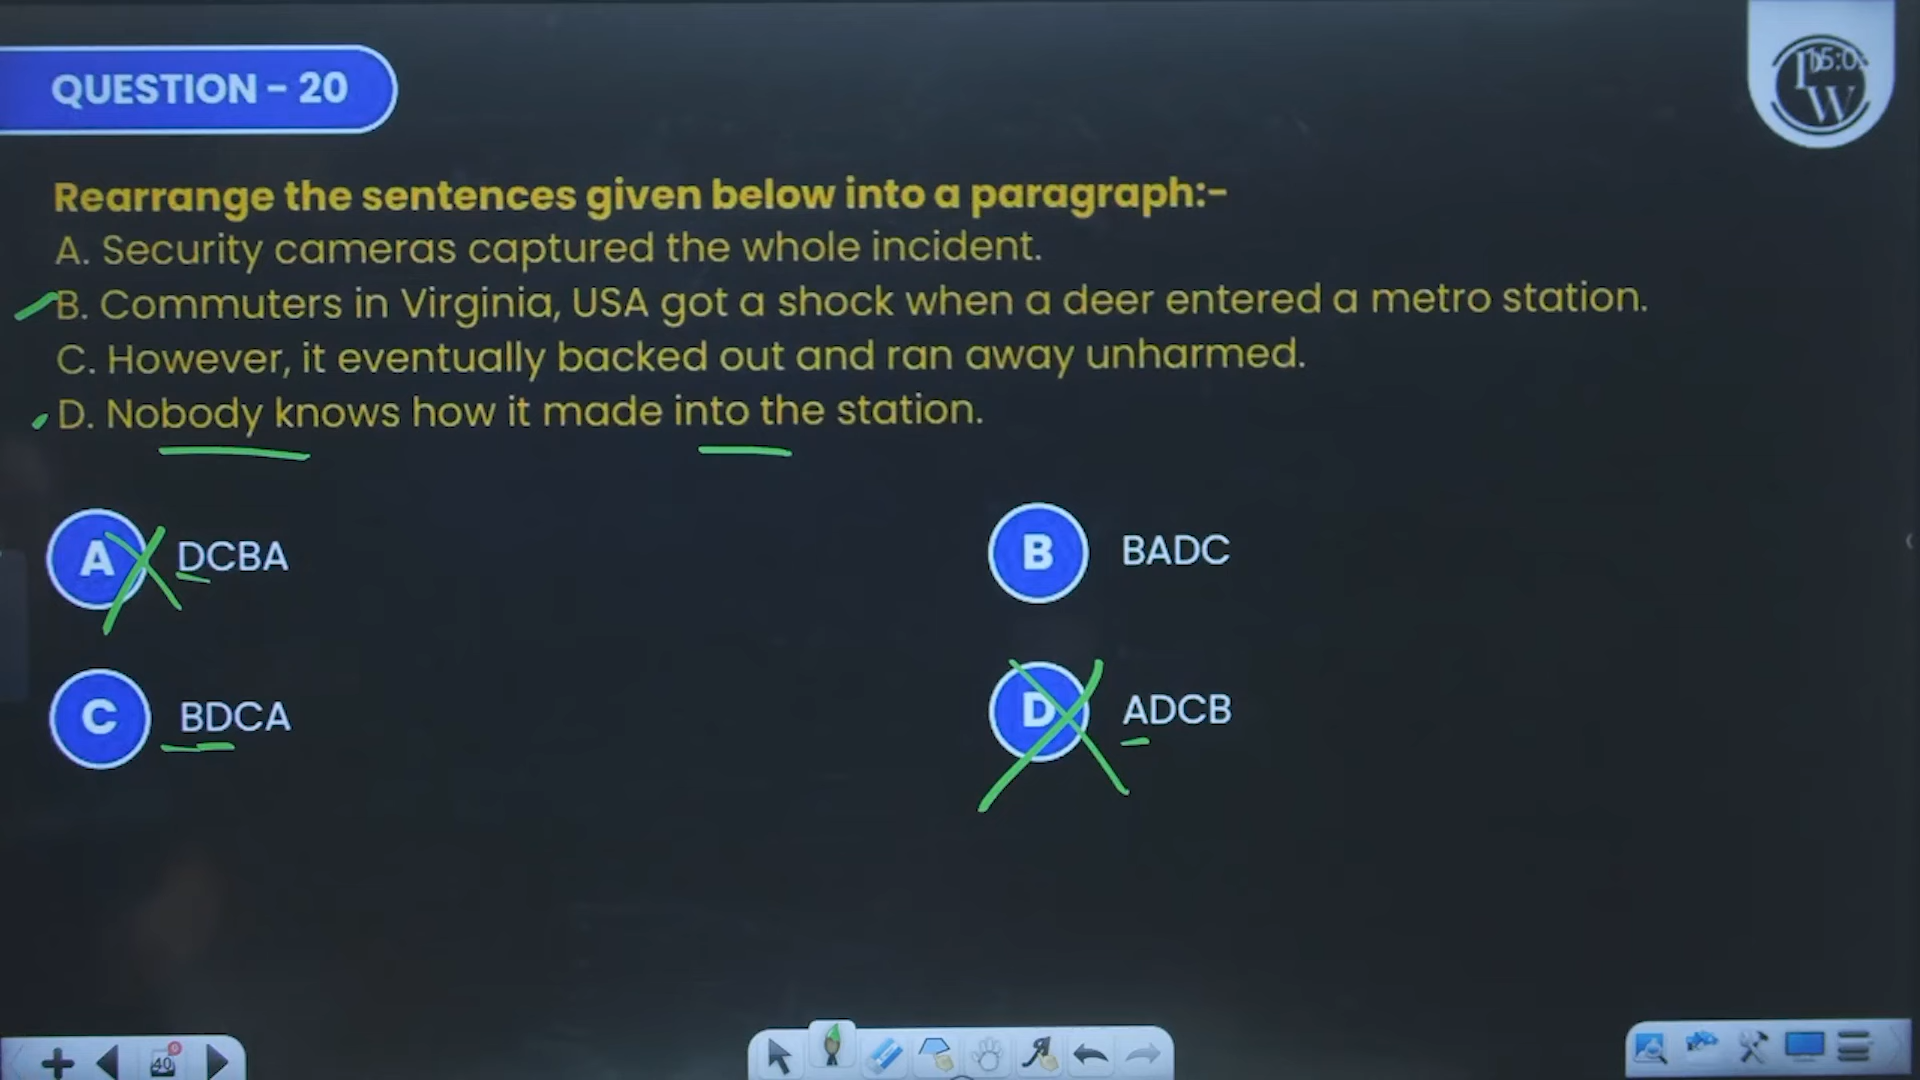 QUESTION - 20
Rearrange the sentences given below into a paragraph:-
A. Security cameras captured the whole incident.
B. Commuters in Virginia, USA got a shock when a deer entered a metro station.
C. However, it eventually backed out and ran away unharmed.
D. Nobody knows how it made into the station.
A DCBA
B BADC
C BDCA
D ADCB
40